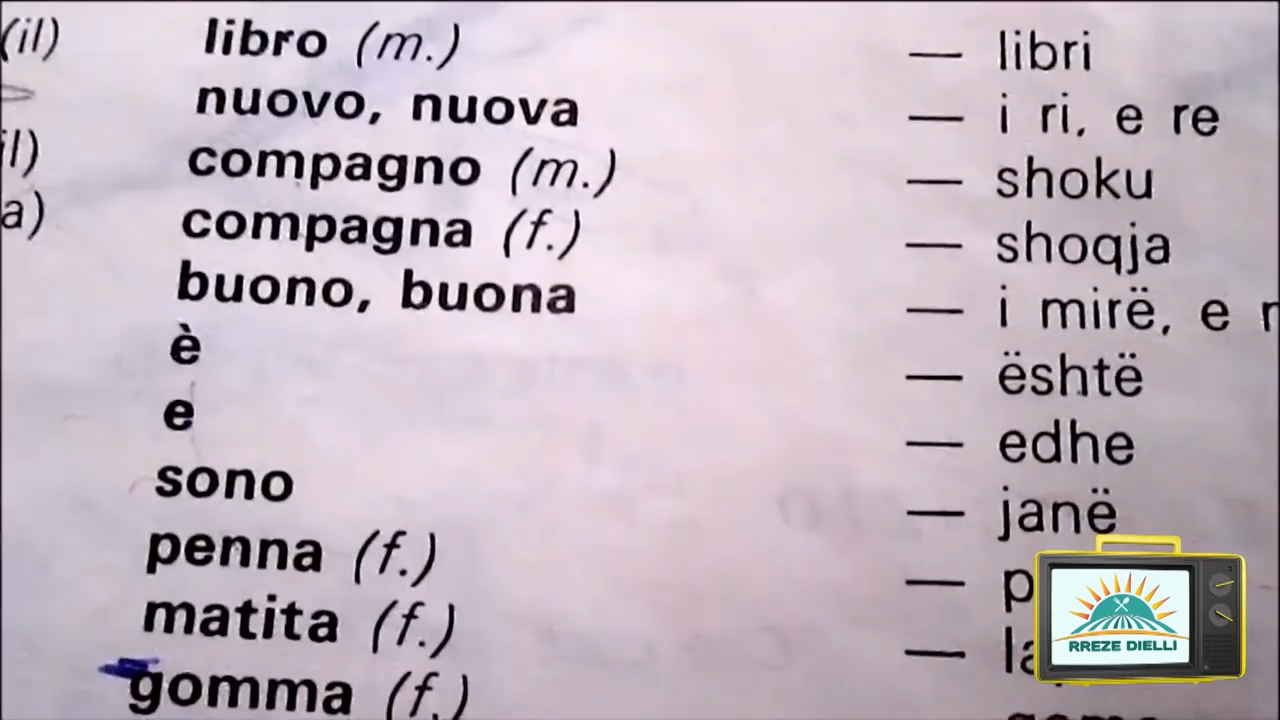 (il) libro (m.) — libri
nuovo, nuova — i ri, e re
il) compagno (m.) — shoku
a) compagna (f.) — shoqja
buono, buona — i mirë, e
è — është
e — edhe
sono — janë
penna (f.) —
matita (f.) —
gomma (f.)
RREZE DIELLI